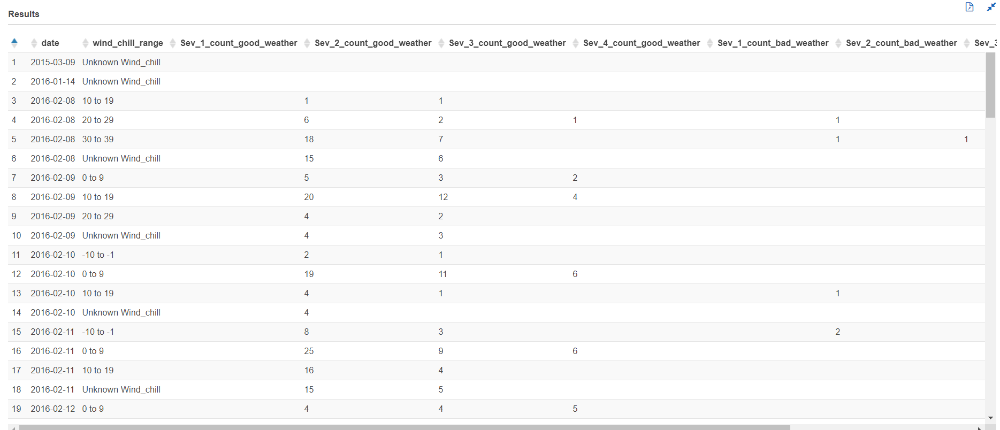 Results
date wind_chill_range Sev_1_count_good_weather Sev_2_count_good_weather Sev_3_count_good_weather Sev_4_count_good_weather Sev_1_count_bad_weather Sev_2_count_bad_weather Sev_3
1 2015-03-09 Unknown Wind_chill
2 2016-01-14 Unknown Wind_chill
3 2016-02-08 10 to 19 1 1
4 2016-02-08 20 to 29 6 2 1 1
5 2016-02-08 30 to 39 18 7 1 1
6 2016-02-08 Unknown Wind_chill 15 6
7 2016-02-09 0 to 9 5 3 2
8 2016-02-09 10 to 19 20 12 4
9 2016-02-09 20 to 29 4 2
10 2016-02-09 Unknown Wind_chill 4 3
11 2016-02-10 -10 to -1 2 1
12 2016-02-10 0 to 9 19 11 6
13 2016-02-10 10 to 19 4 1 1
14 2016-02-10 Unknown Wind_chill 4
15 2016-02-11 -10 to -1 8 3 2
16 2016-02-11 0 to 9 25 9 6
17 2016-02-11 10 to 19 16 4
18 2016-02-11 Unknown Wind_chill 15 5
19 2016-02-12 0 to 9 4 4 5